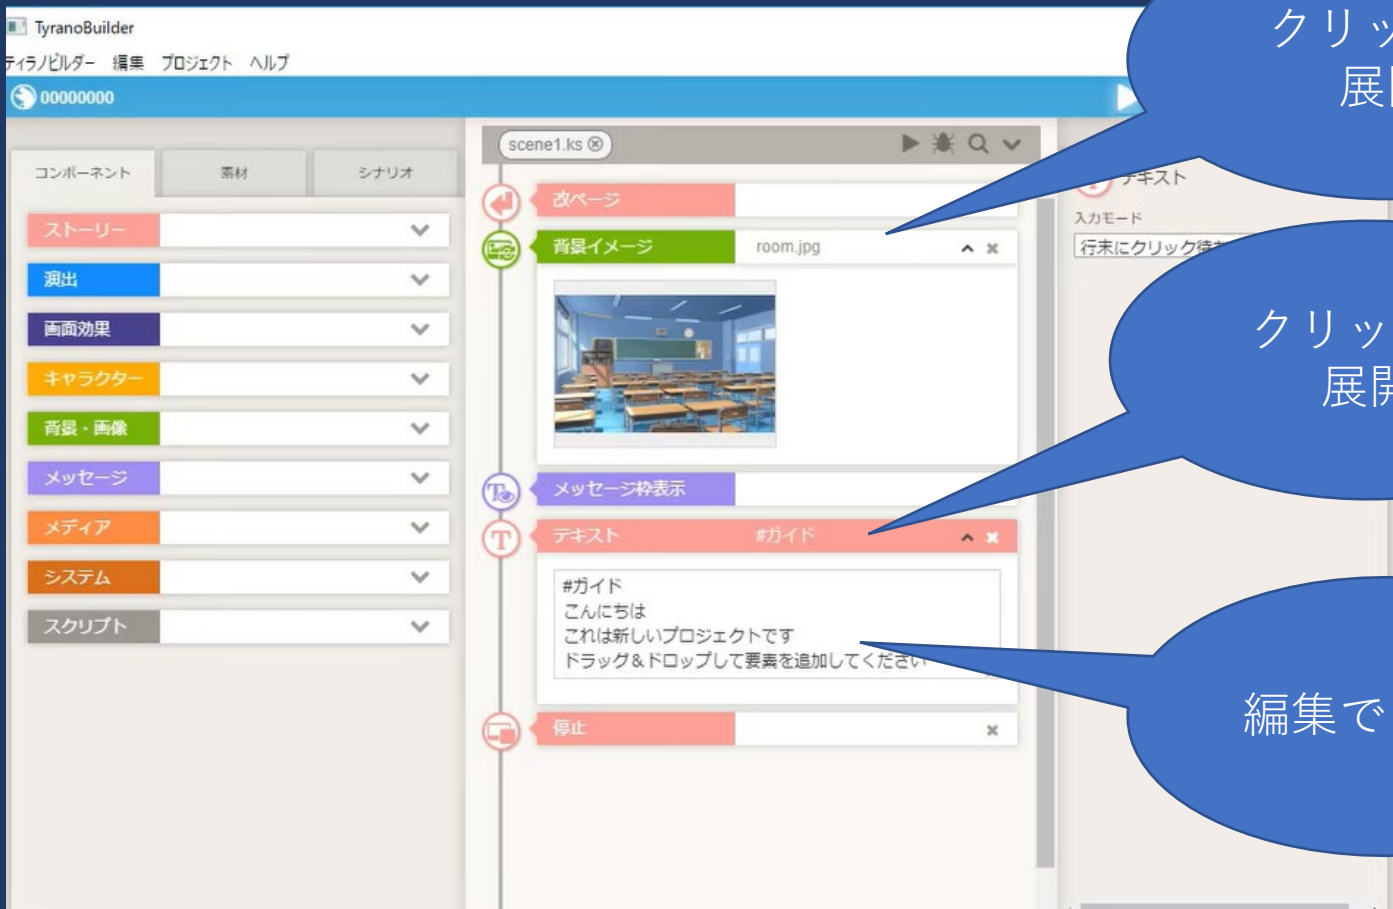 TyranoBuilder
ティラノビルダー 編集 プロジェクト ヘルプ
00000000
コンポーネント 素材 シナリオ
ストーリー
演出
画面効果
キャラクター
背景・画像
メッセージ
メディア
システム
スクリプト
scene1.ks
改ページ
背景イメージ room.jpg
メッセージ枠表示
テキスト #ガイド
#ガイド
こんにちは
これは新しいプロジェクトです
ドラッグ&ドロップして要素を追加してください
停止
テキスト
入力モード
行末にクリック待
クリッ
展
クリッ
展開
編集で